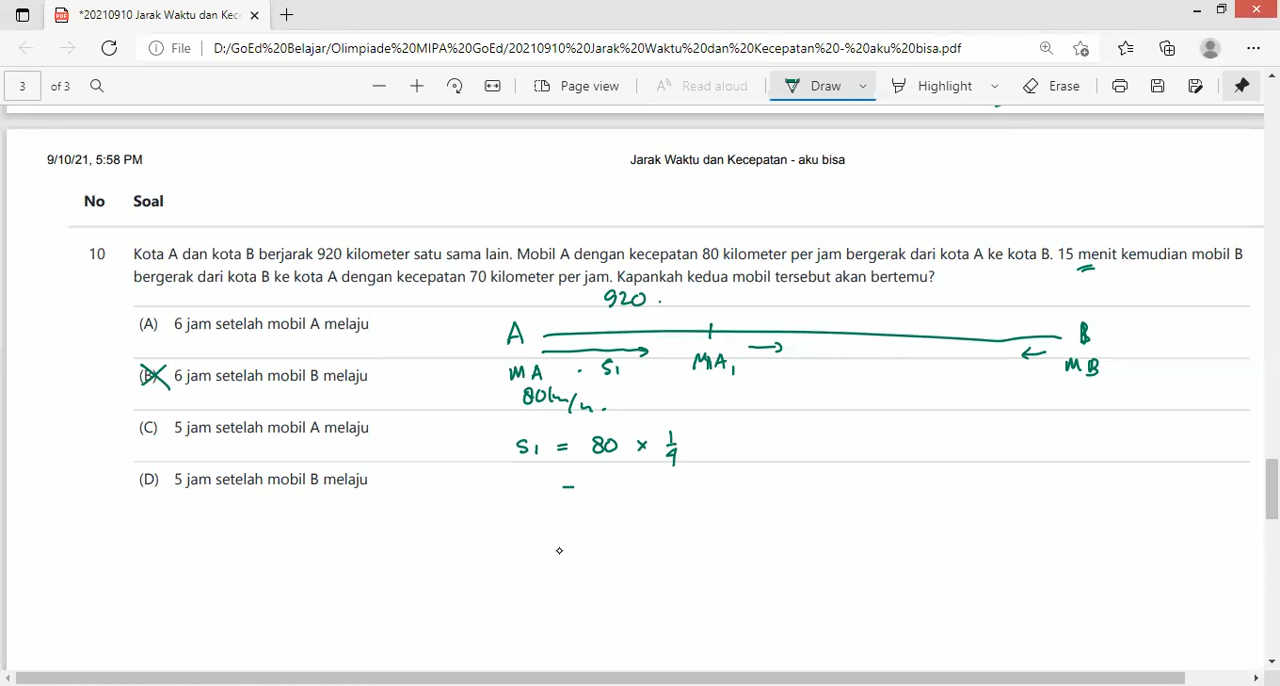 *20210910 Jarak Waktu dan Kec
File D:/GoEd%20Belajar/Olimpiade%20MIPA%20GoEd/20210910%20Jarak%20Waktu%20dan%20Kecepatan%20-%20aku%20bisa.pdf
3 of 3 Page view Read aloud Draw Highlight Erase
9/10/21, 5:58 PM Jarak Waktu dan Kecepatan - aku bisa
No Soal
10 Kota A dan kota B berjarak 920 kilometer satu sama lain. Mobil A dengan kecepatan 80 kilometer per jam bergerak dari kota A ke kota B. 15 menit kemudian mobil B
bergerak dari kota B ke kota A dengan kecepatan 70 kilometer per jam. Kapankah kedua mobil tersebut akan bertemu?
920 .
(A) 6 jam setelah mobil A melaju
A B
MA . S1 MA1 MB
(B) 6 jam setelah mobil B melaju
80km/h.
(C) 5 jam setelah mobil A melaju
S1 = 80 × 1/4
(D) 5 jam setelah mobil B melaju